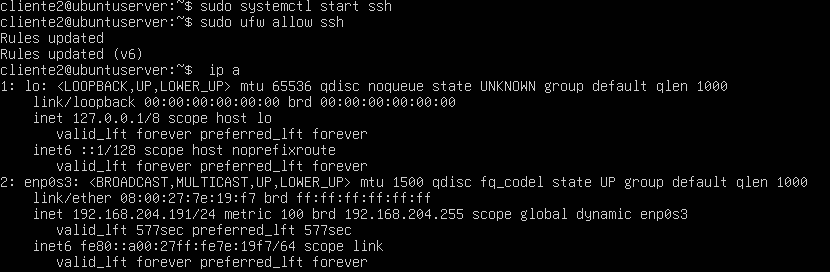 cliente2@ubuntuserver:~$ sudo systemctl start ssh
cliente2@ubuntuserver:~$ sudo ufw allow ssh
Rules updated
Rules updated (v6)
cliente2@ubuntuserver:~$  ip a
1: lo: <LOOPBACK,UP,LOWER_UP> mtu 65536 qdisc noqueue state UNKNOWN group default qlen 1000
    link/loopback 00:00:00:00:00:00 brd 00:00:00:00:00:00
    inet 127.0.0.1/8 scope host lo
       valid_lft forever preferred_lft forever
    inet6 ::1/128 scope host noprefixroute
       valid_lft forever preferred_lft forever
2: enp0s3: <BROADCAST,MULTICAST,UP,LOWER_UP> mtu 1500 qdisc fq_codel state UP group default qlen 1000
    link/ether 08:00:27:7e:19:f7 brd ff:ff:ff:ff:ff:ff
    inet 192.168.204.191/24 metric 100 brd 192.168.204.255 scope global dynamic enp0s3
       valid_lft 577sec preferred_lft 577sec
    inet6 fe80::a00:27ff:fe7e:19f7/64 scope link
       valid_lft forever preferred_lft forever